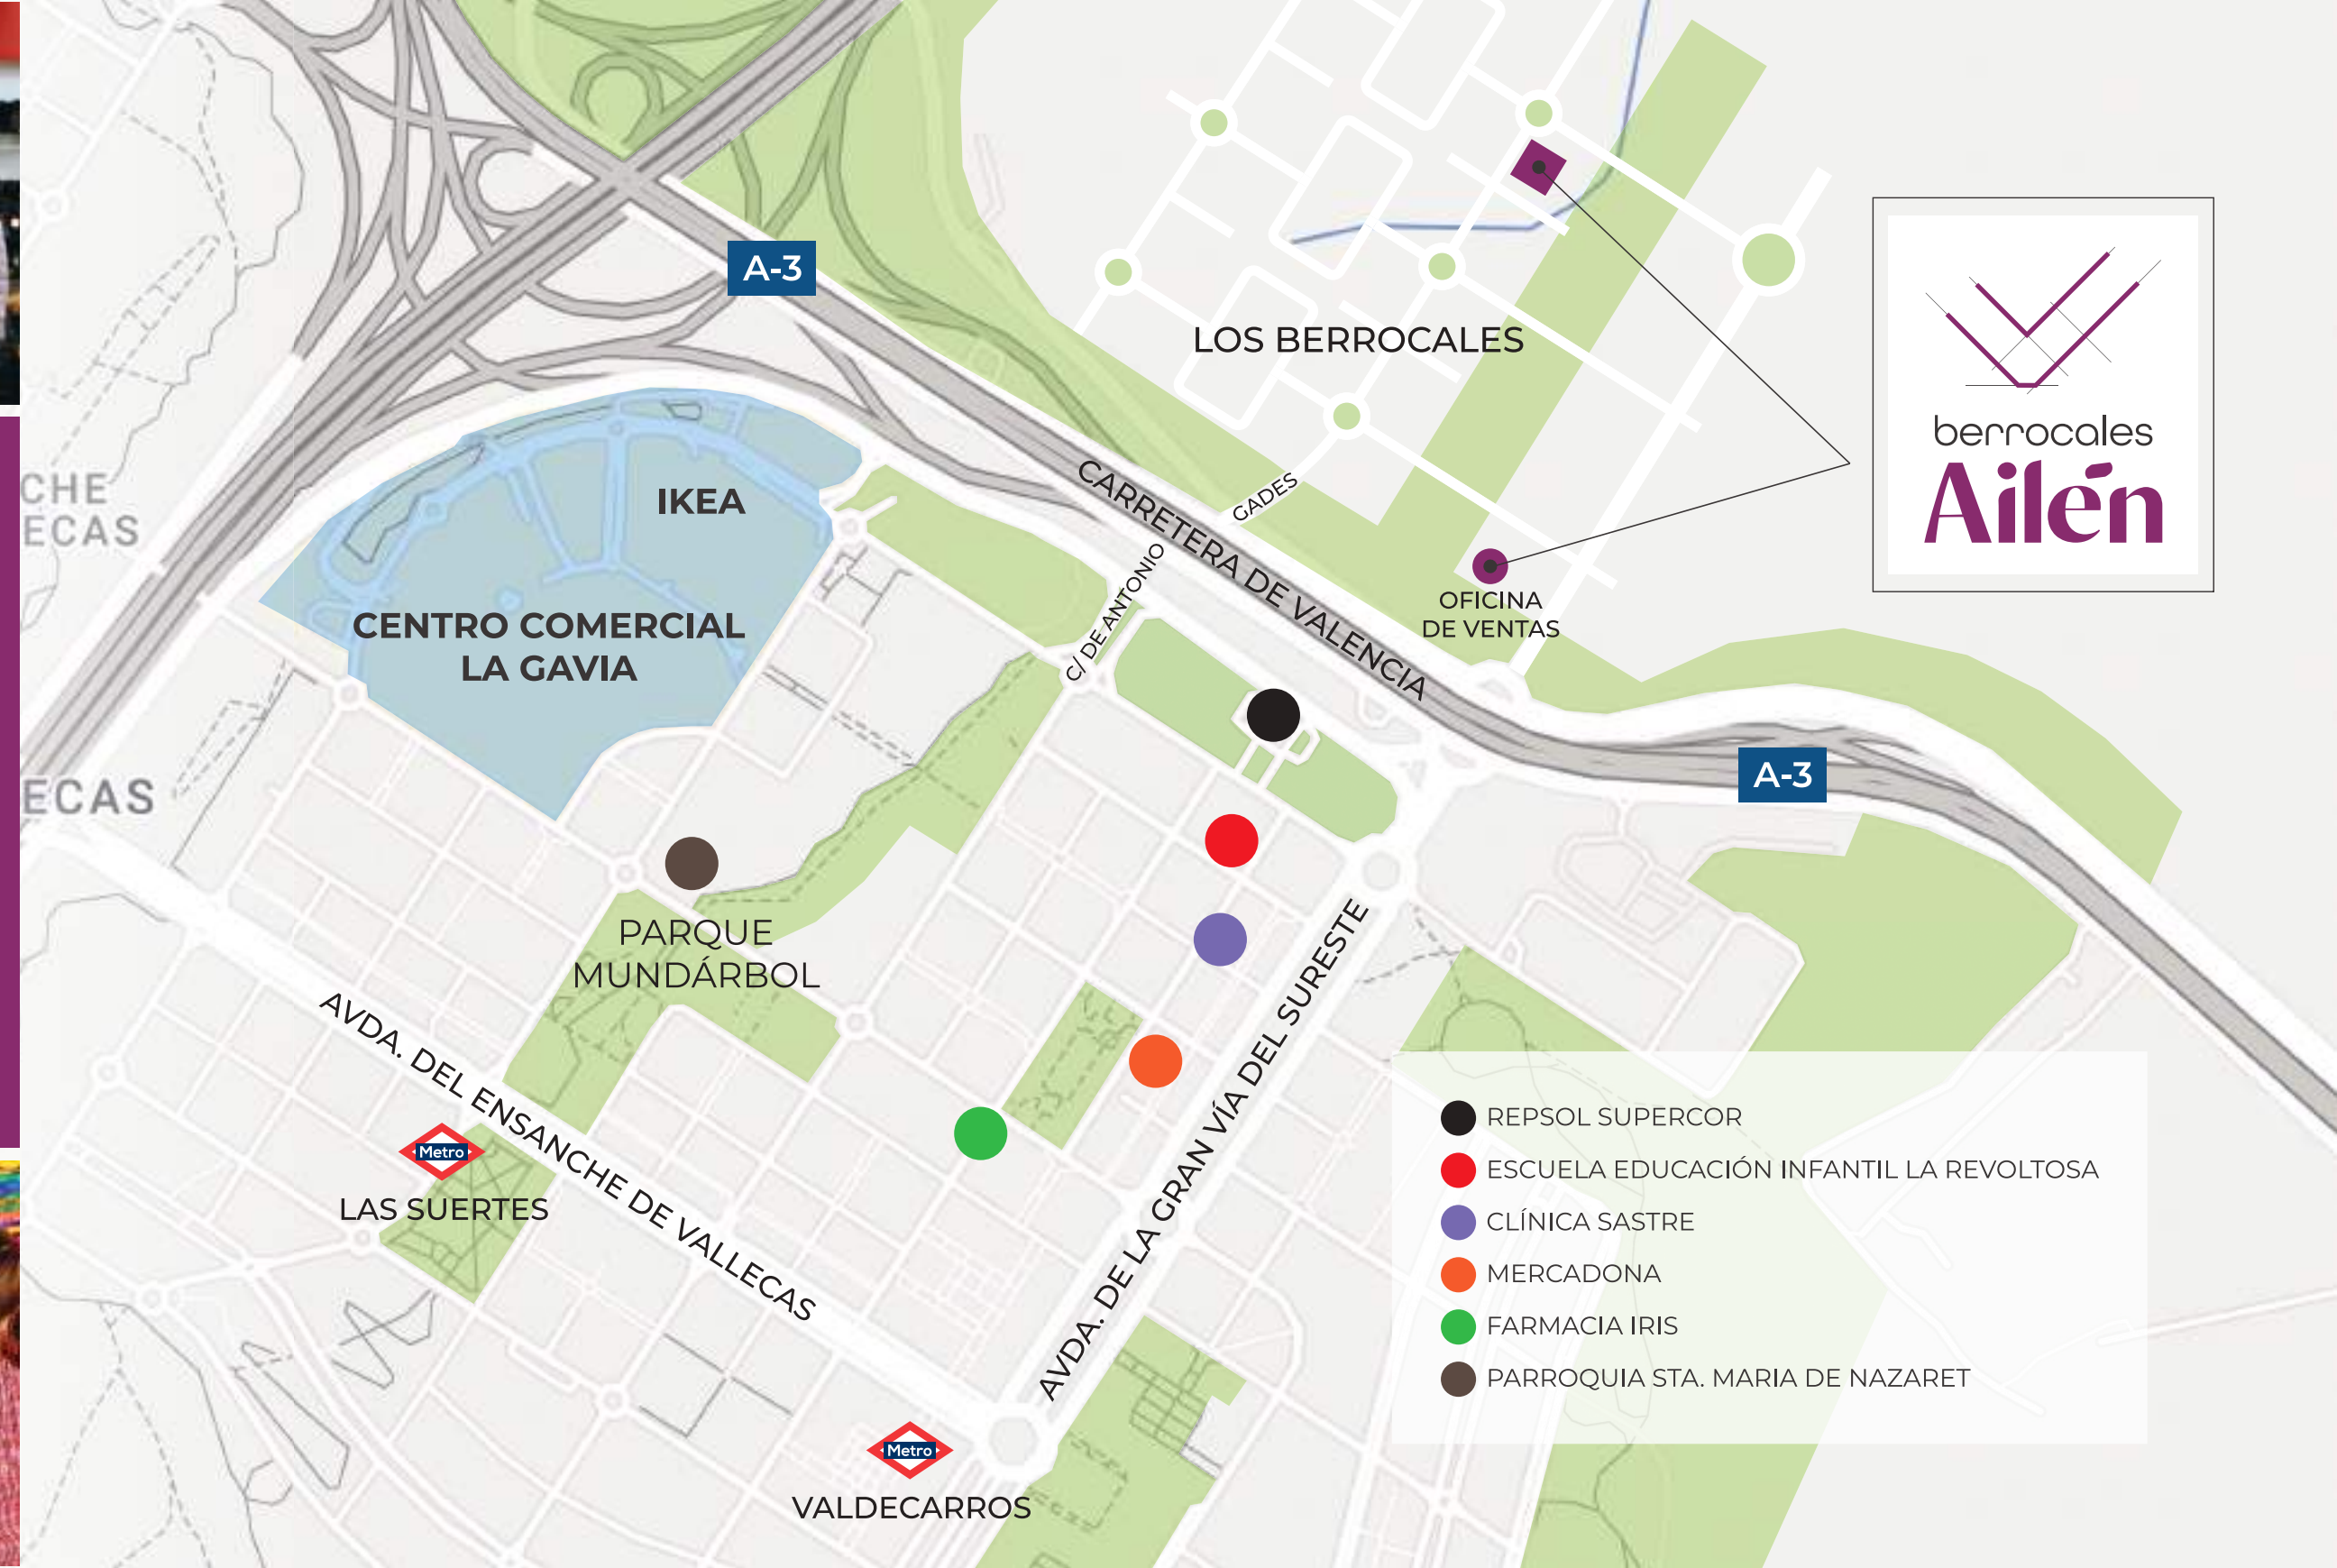 A-3
LOS BERROCALES
berrocales
Ailén
CHE
ECAS
IKEA
CENTRO COMERCIAL
LA GAVIA
CARRETERA DE VALENCIA
GADES
C/ DE ANTONIO
OFICINA
DE VENTAS
A-3
ECAS
PARQUE
MUNDÁRBOL
AVDA. DEL ENSANCHE DE VALLECAS
AVDA. DE LA GRAN VÍA DEL SURESTE
Metro
LAS SUERTES
Metro
VALDECARROS
REPSOL SUPERCOR
ESCUELA EDUCACIÓN INFANTIL LA REVOLTOSA
CLÍNICA SASTRE
MERCADONA
FARMACIA IRIS
PARROQUIA STA. MARIA DE NAZARET